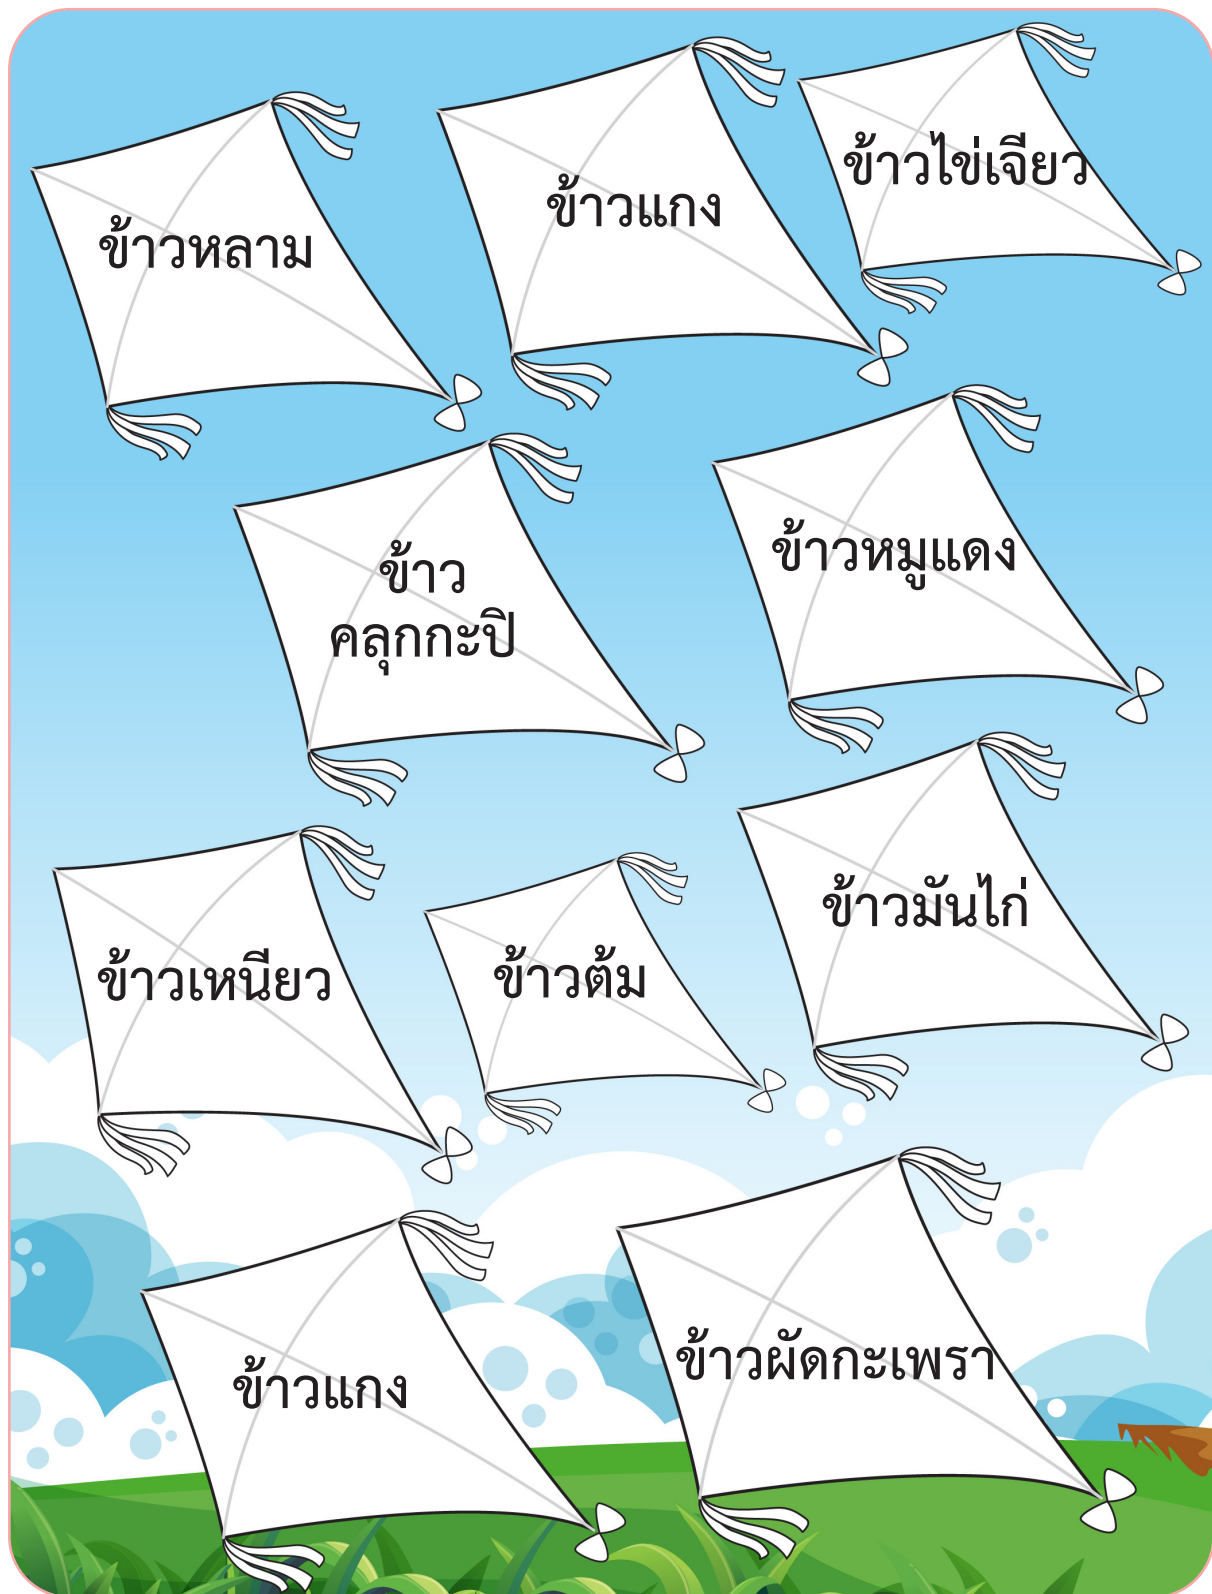 ข้าวหลาม
ข้าวแกง
ข้าวไข่เจียว
ข้าว
คลุกกะปิ
ข้าวหมูแดง
ข้าวเหนียว
ข้าวต้ม
ข้าวมันไก่
ข้าวแกง
ข้าวผัดกะเพรา